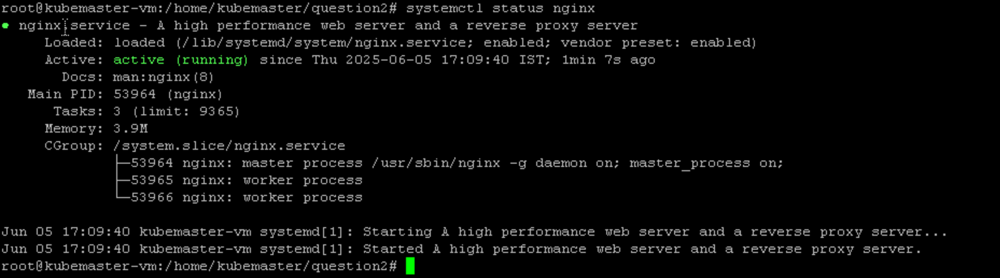 root@kubemaster-vm:/home/kubemaster/question2# systemctl status nginx
● nginx.service - A high performance web server and a reverse proxy server
Loaded: loaded (/lib/systemd/system/nginx.service; enabled; vendor preset: enabled)
Active: active (running) since Thu 2025-06-05 17:09:40 IST; 1min 7s ago
Docs: man:nginx(8)
Main PID: 53964 (nginx)
Tasks: 3 (limit: 9365)
Memory: 3.9M
CGroup: /system.slice/nginx.service
├─53964 nginx: master process /usr/sbin/nginx -g daemon on; master_process on;
├─53965 nginx: worker process
└─53966 nginx: worker process
Jun 05 17:09:40 kubemaster-vm systemd[1]: Starting A high performance web server and a reverse proxy server...
Jun 05 17:09:40 kubemaster-vm systemd[1]: Started A high performance web server and a reverse proxy server.
root@kubemaster-vm:/home/kubemaster/question2#